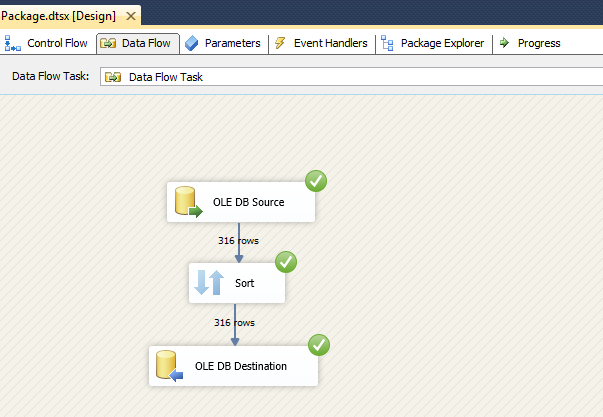 Package.dtsx [Design]
Control Flow Data Flow Parameters Event Handlers Package Explorer Progress
Data Flow Task: Data Flow Task
OLE DB Source
316 rows
Sort
316 rows
OLE DB Destination